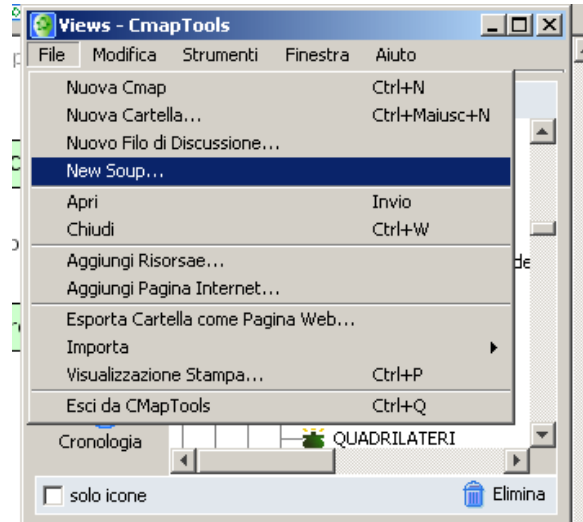 Views - CmapTools
File Modifica Strumenti Finestra Aiuto
Nuova Cmap Ctrl+N
Nuova Cartella... Ctrl+Maiusc+N
Nuovo Filo di Discussione...
New Soup...
Apri Invio
Chiudi Ctrl+W
Aggiungi Risorsae...
de
Aggiungi Pagina Internet...
Esporta Cartella come Pagina Web...
Importa
Visualizzazione Stampa... Ctrl+P
Esci da CMapTools Ctrl+Q
Cronologia QUADRILATERI
solo icone Elimina